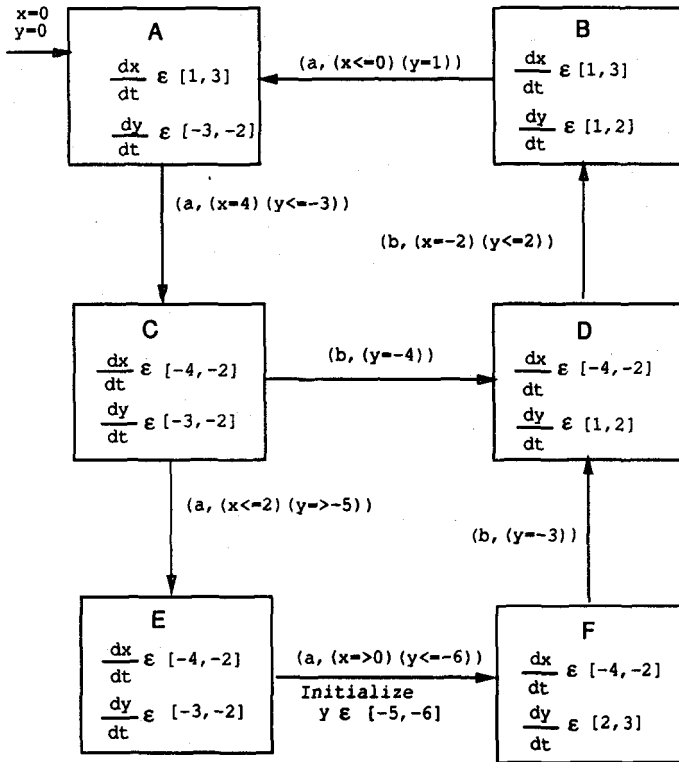 x=0
y=0
A
dx
dt
ε [1,3]
dy
dt
ε [-3,-2]
(a, (x<=0) (y=1))
B
dx
dt
ε [1,3]
dy
dt
ε [1,2]
(a, (x=4) (y<=-3))
(b, (x=-2) (y<=2))
C
dx
dt
ε [-4,-2]
dy
dt
ε [-3,-2]
(b, (y=-4))
D
dx
dt
ε [-4,-2]
dy
dt
ε [1,2]
(a, (x<=2) (y=>-5))
(b, (y=-3))
E
dx
dt
ε [-4,-2]
dy
dt
ε [-3,-2]
(a, (x=>0) (y<=-6))
Initialize
y ε [-5,-6]
F
dx
dt
ε [-4,-2]
dy
dt
ε [2,3]